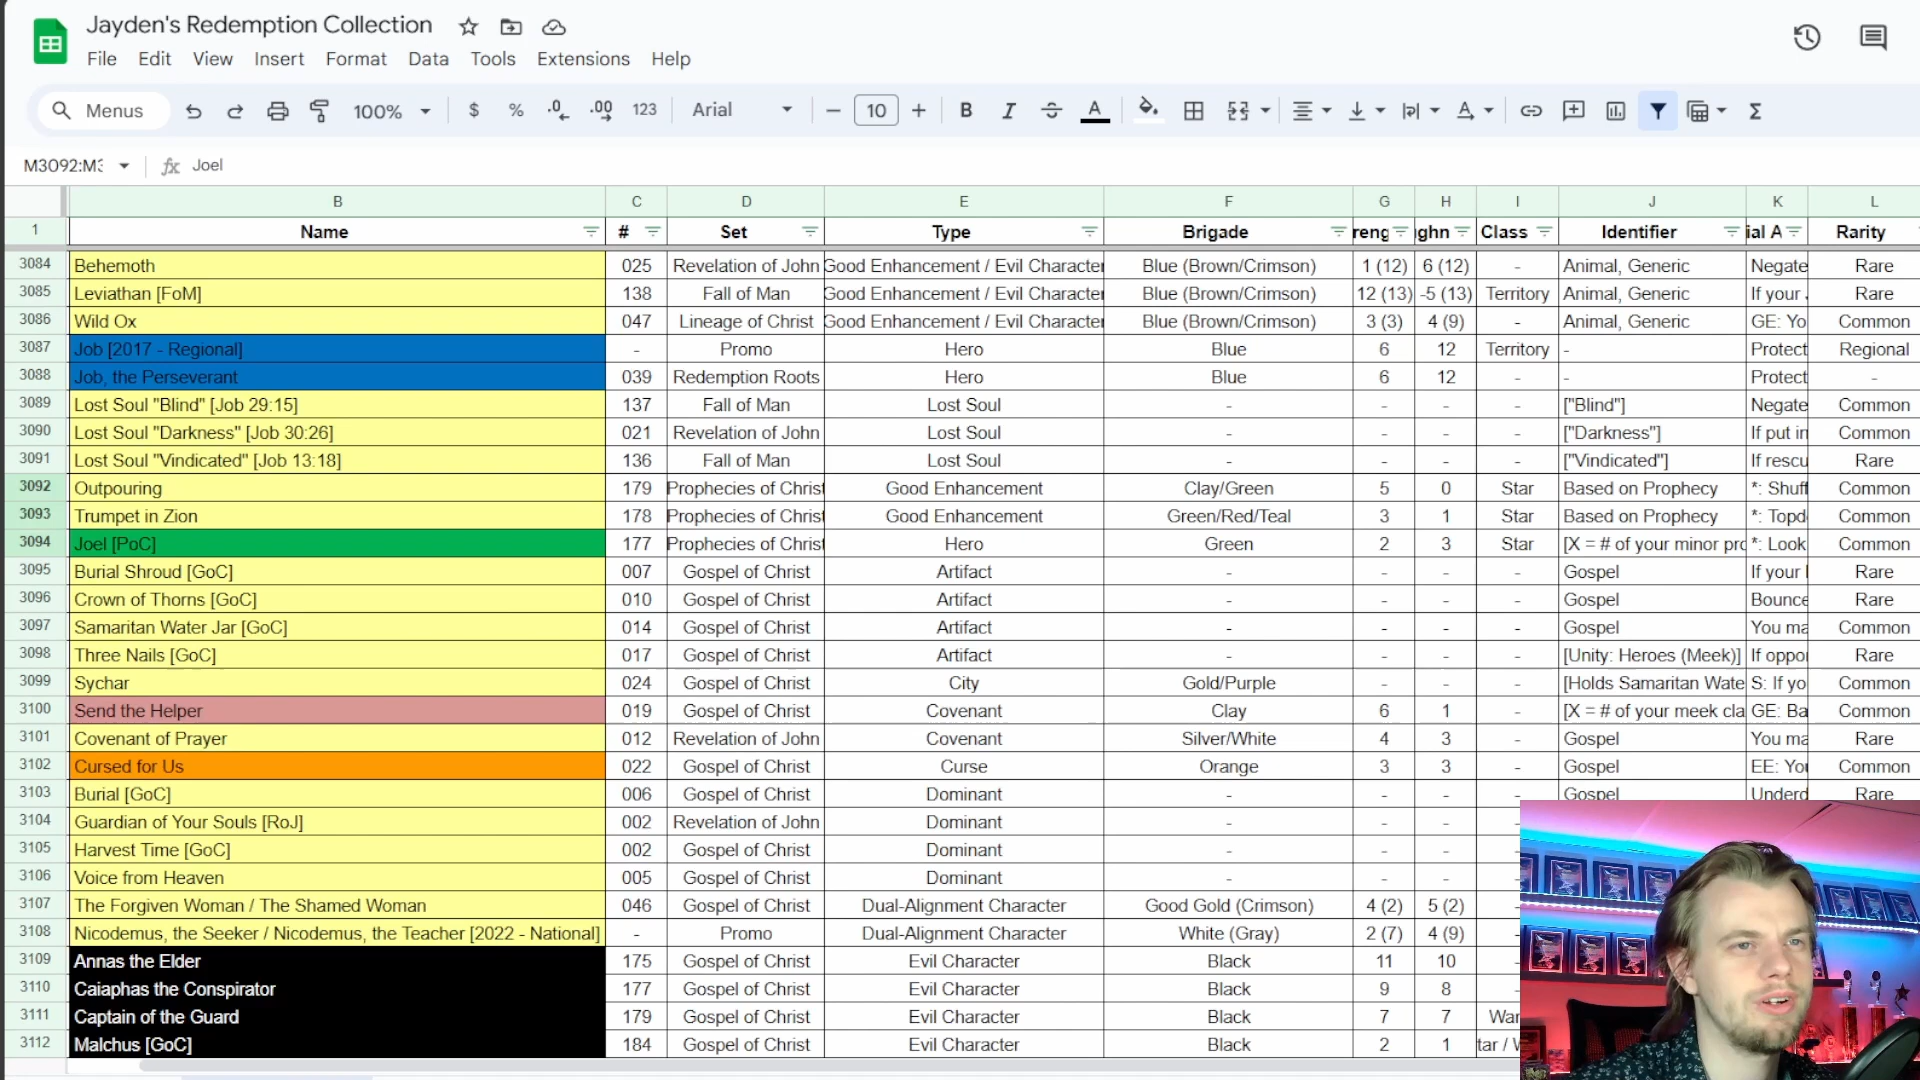 Jayden's Redemption Collection
File Edit View Insert Format Data Tools Extensions Help
Menus 100% $ % .0 .00 123 Arial 10 B I A Σ
M3092:M3 fx Joel
B C D E F G H I J K L
1 Name # Set Type Brigade reng ghn Class Identifier ial A Rarity
3084 Behemoth 025 Revelation of John Good Enhancement / Evil Character Blue (Brown/Crimson) 1 (12) 6 (12) - Animal, Generic Negate Rare
3085 Leviathan [FoM] 138 Fall of Man Good Enhancement / Evil Character Blue (Brown/Crimson) 12 (13) -5 (13) Territory Animal, Generic If your Rare
3086 Wild Ox 047 Lineage of Christ Good Enhancement / Evil Character Blue (Brown/Crimson) 3 (3) 4 (9) - Animal, Generic GE: Yo Common
3087 Job [2017 - Regional] - Promo Hero Blue 6 12 Territory - Protect Regional
3088 Job, the Perseverant 039 Redemption Roots Hero Blue 6 12 - - Protect -
3089 Lost Soul "Blind" [Job 29:15] 137 Fall of Man Lost Soul - - - - ["Blind"] Negate Common
3090 Lost Soul "Darkness" [Job 30:26] 021 Revelation of John Lost Soul - - - - ["Darkness"] If put in Common
3091 Lost Soul "Vindicated" [Job 13:18] 136 Fall of Man Lost Soul - - - - ["Vindicated"] If rescu Rare
3092 Outpouring 179 Prophecies of Christ Good Enhancement Clay/Green 5 0 Star Based on Prophecy *: Shuff Common
3093 Trumpet in Zion 178 Prophecies of Christ Good Enhancement Green/Red/Teal 3 1 Star Based on Prophecy *: Topd Common
3094 Joel [PoC] 177 Prophecies of Christ Hero Green 2 3 Star [X = # of your minor pro *: Look Common
3095 Burial Shroud [GoC] 007 Gospel of Christ Artifact - - - - Gospel If your Rare
3096 Crown of Thorns [GoC] 010 Gospel of Christ Artifact - - - - Gospel Bounce Rare
3097 Samaritan Water Jar [GoC] 014 Gospel of Christ Artifact - - - - Gospel You ma Common
3098 Three Nails [GoC] 017 Gospel of Christ Artifact - - - - [Unity: Heroes (Meek)] If oppo Rare
3099 Sychar 024 Gospel of Christ City Gold/Purple - - - [Holds Samaritan Wate S: If yo Common
3100 Send the Helper 019 Gospel of Christ Covenant Clay 6 1 - [X = # of your meek cla GE: Ba Common
3101 Covenant of Prayer 012 Revelation of John Covenant Silver/White 4 3 - Gospel You ma Rare
3102 Cursed for Us 022 Gospel of Christ Curse Orange 3 3 - Gospel EE: You Common
3103 Burial [GoC] 006 Gospel of Christ Dominant - - - - Gospel Underd Rare
3104 Guardian of Your Souls [RoJ] 002 Revelation of John Dominant - - - -
3105 Harvest Time [GoC] 002 Gospel of Christ Dominant - - - -
3106 Voice from Heaven 005 Gospel of Christ Dominant - - - -
3107 The Forgiven Woman / The Shamed Woman 046 Gospel of Christ Dual-Alignment Character Good Gold (Crimson) 4 (2) 5 (2) -
3108 Nicodemus, the Seeker / Nicodemus, the Teacher [2022 - National] - Promo Dual-Alignment Character White (Gray) 2 (7) 4 (9) -
3109 Annas the Elder 175 Gospel of Christ Evil Character Black 11 10 -
3110 Caiaphas the Conspirator 177 Gospel of Christ Evil Character Black 9 8 -
3111 Captain of the Guard 179 Gospel of Christ Evil Character Black 7 7 War
3112 Malchus [GoC] 184 Gospel of Christ Evil Character Black 2 1 tar / W